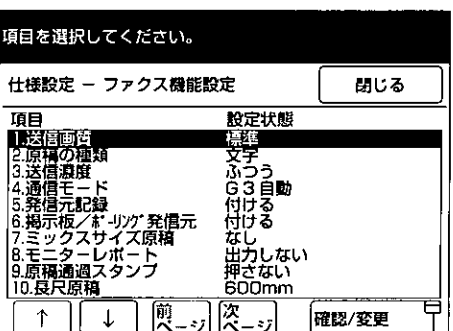 項目を選択してください。
仕様設定 － ファクス機能設定 閉じる
項目 設定状態
1.送信画質 標準
2.原稿の種類 文字
3.送信濃度 ふつう
4.通信モード G3自動
5.発信元記録 付ける
6.掲示板/ﾎﾟｰﾘﾝｸﾞ発信元 付ける
7.ミックスサイズ原稿 なし
8.モニターレポート 出力しない
9.原稿通過スタンプ 押さない
10.長尺原稿 600mm
↑ ↓ 前ページ 次ページ 確認/変更